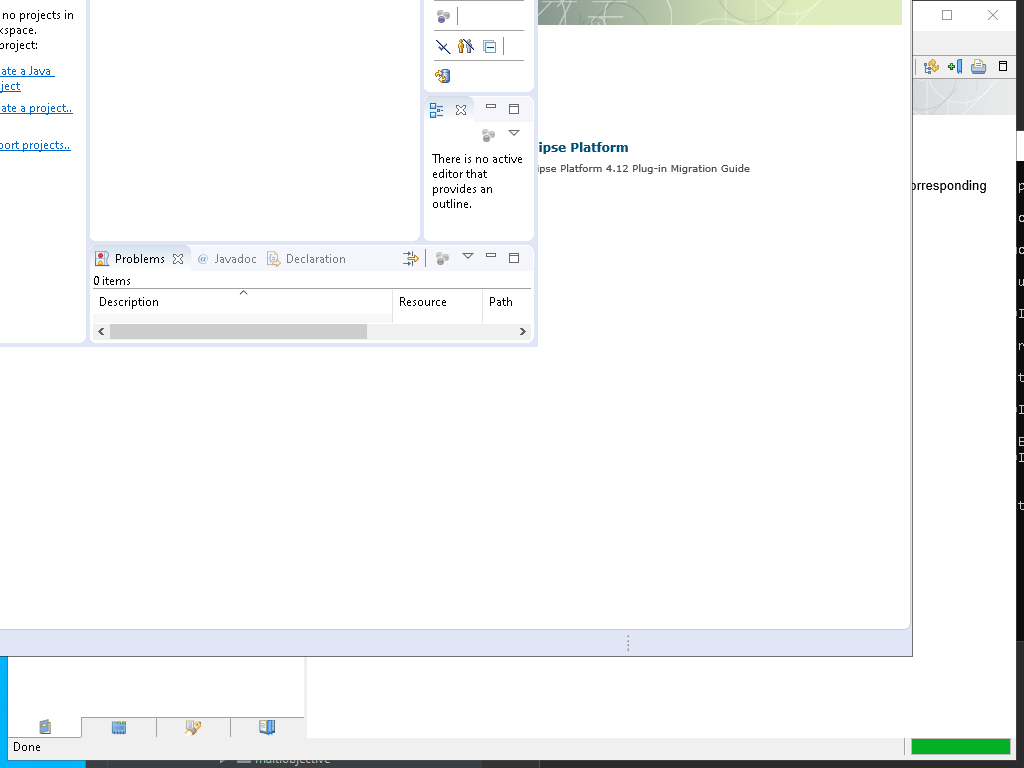 no projects in
kspace.
project:
ate a Java
ject
ate a project..
port projects..
There is no active
editor that
provides an
outline.
ipse Platform
ipse Platform 4.12 Plug-in Migration Guide
orresponding
Problems
@ Javadoc
Declaration
0 items
Description
Resource
Path
Done
multiobjective